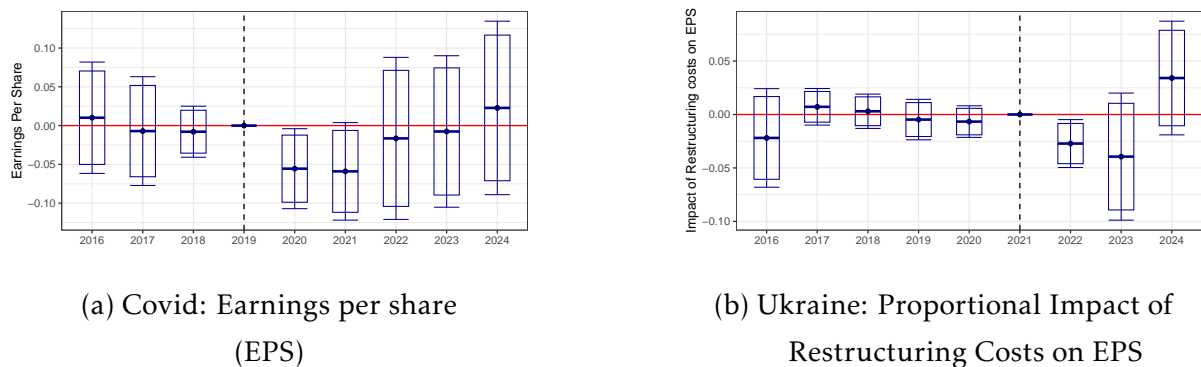 Earnings Per Share
0.10
0.05
0.00
−0.05
−0.10
2016 2017 2018 2019 2020 2021 2022 2023 2024
(a) Covid: Earnings per share
(EPS)
Impact of Restructuring costs on EPS
0.05
0.00
−0.05
−0.10
2016 2017 2018 2019 2020 2021 2022 2023 2024
(b) Ukraine: Proportional Impact of
Restructuring Costs on EPS